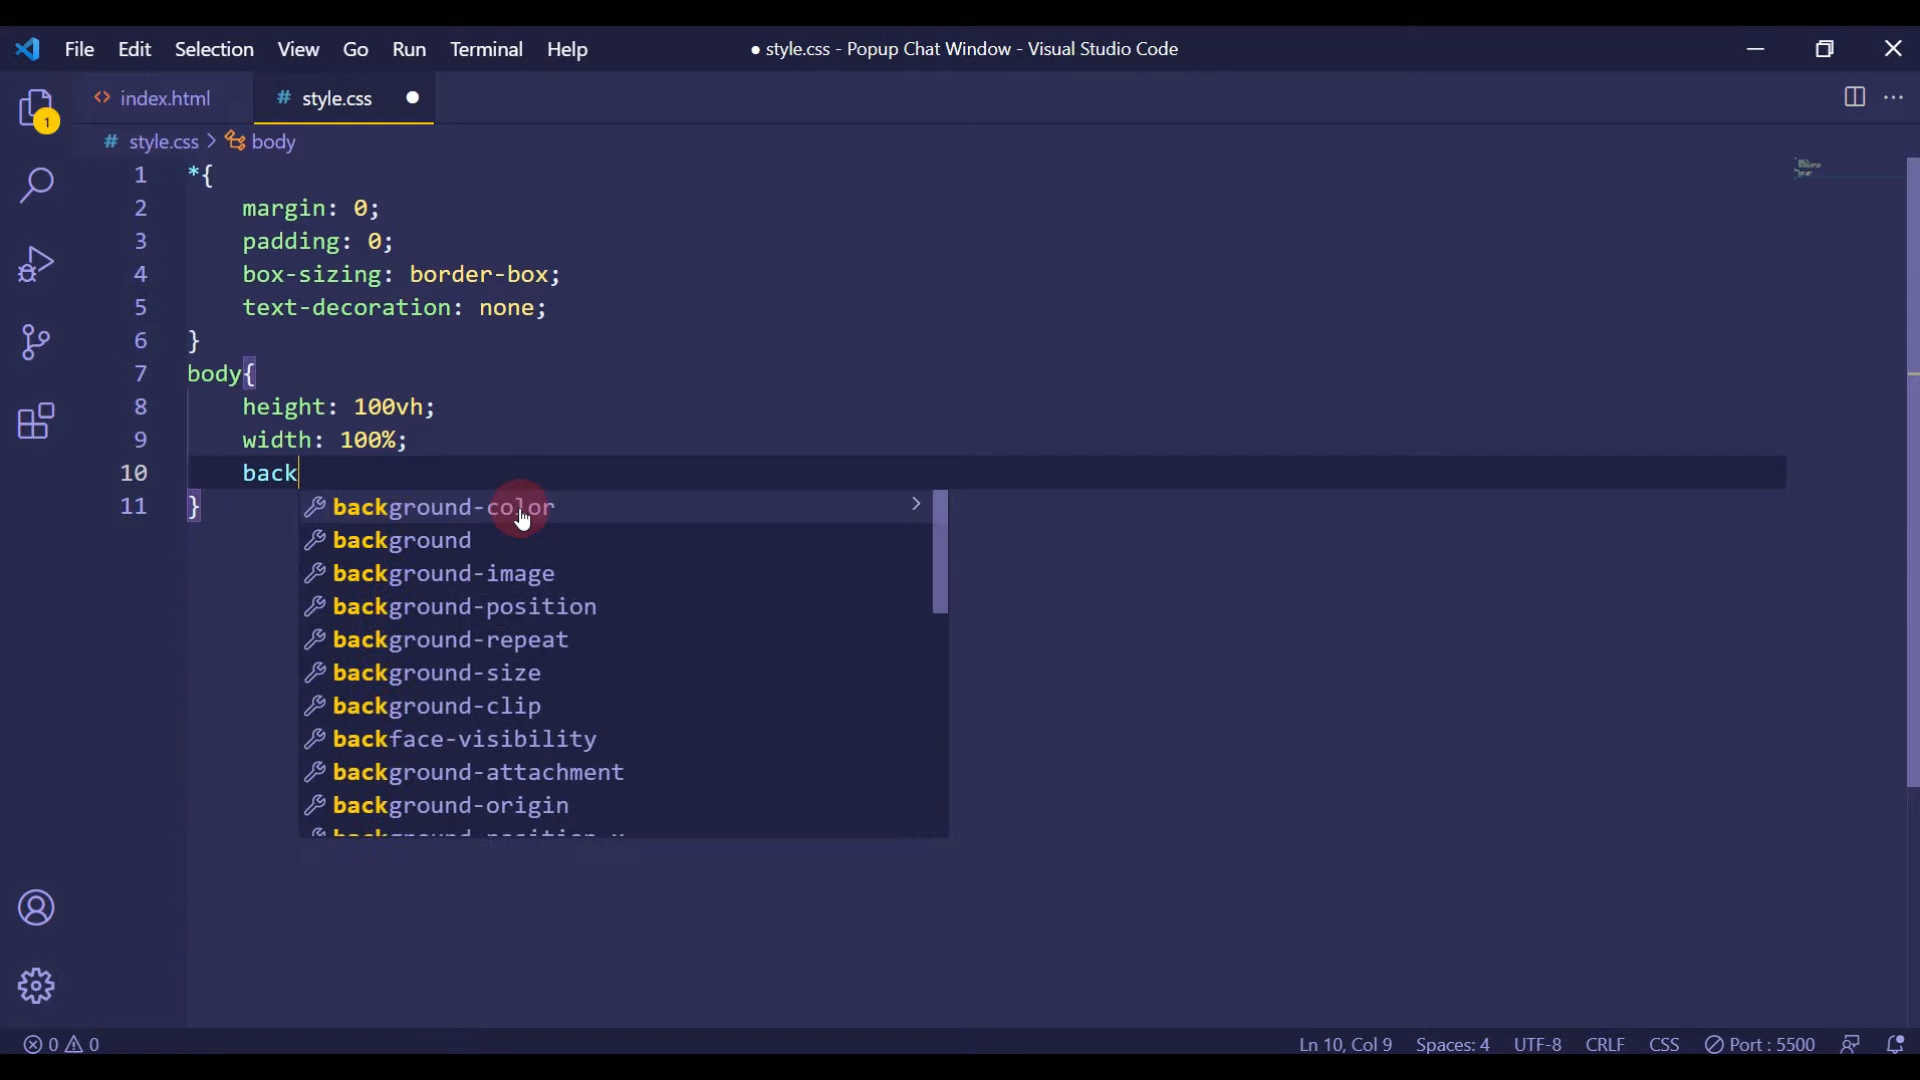 File Edit Selection View Go Run Terminal Help ● style.css - Popup Chat Window - Visual Studio Code
<> index.html # style.css ●
1
# style.css > body
1 *{
2 margin: 0;
3 padding: 0;
4 box-sizing: border-box;
5 text-decoration: none;
6 }
7 body{
8 height: 100vh;
9 width: 100%;
10 back
11 }
background-color >
background
background-image
background-position
background-repeat
background-size
background-clip
backface-visibility
background-attachment
background-origin
0 0 Ln 10, Col 9 Spaces: 4 UTF-8 CRLF CSS Port : 5500